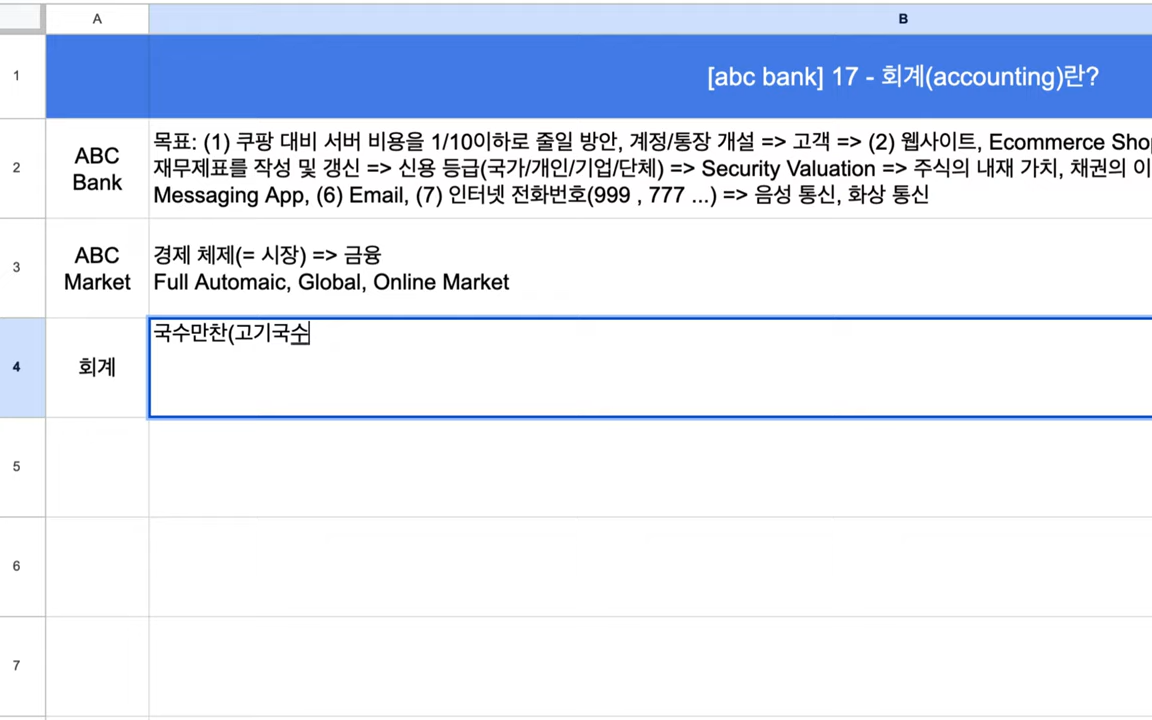 A
B
1
[abc bank] 17 - 회계(accounting)란?
2
ABC
Bank
목표: (1) 쿠팡 대비 서버 비용을 1/10이하로 줄일 방안, 계정/통장 개설 => 고객 => (2) 웹사이트, Ecommerce Sho
재무제표를 작성 및 갱신 => 신용 등급(국가/개인/기업/단체) => Security Valuation => 주식의 내재 가치, 채권의 이
Messaging App, (6) Email, (7) 인터넷 전화번호(999 , 777 ...) => 음성 통신, 화상 통신
3
ABC
Market
경제 체제(= 시장) => 금융
Full Automaic, Global, Online Market
4
회계
국수만찬(고기국수
5
6
7